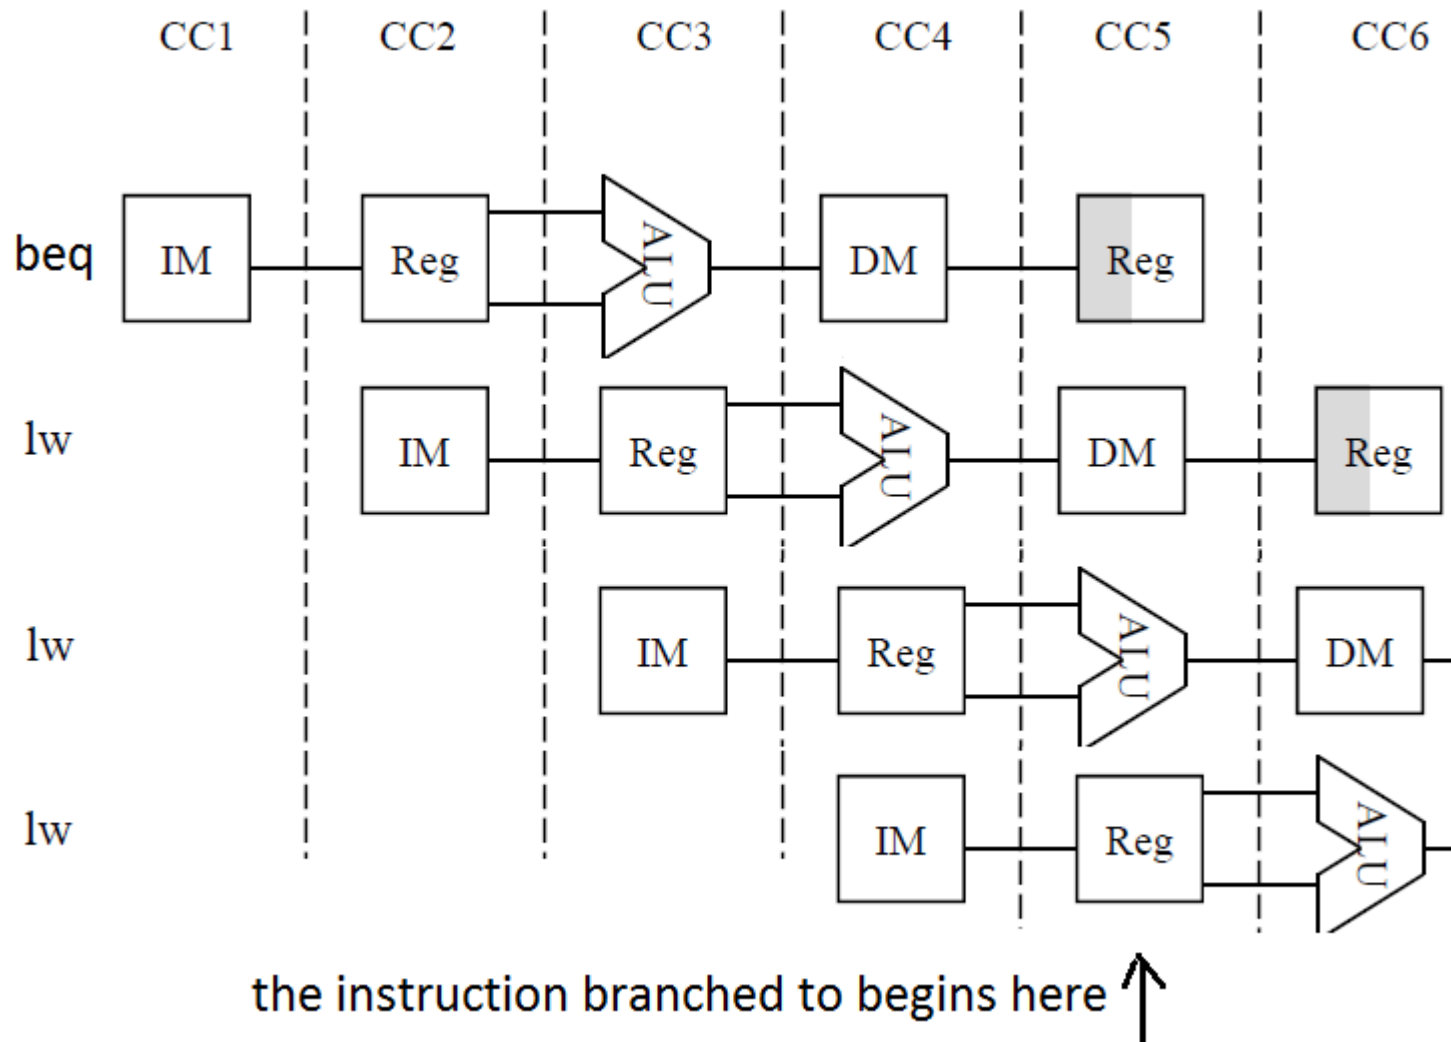 CC1 CC2 CC3 CC4 CC5 CC6
beq IM Reg ALU DM Reg
lw IM Reg ALU DM Reg
lw IM Reg ALU DM
lw IM Reg ALU
the instruction branched to begins here